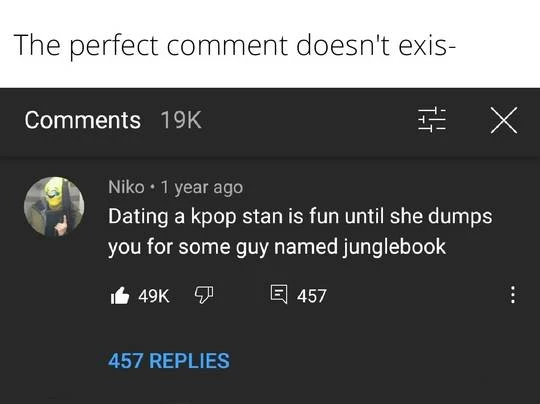 The perfect comment doesn't exis-
Comments 19K
Niko • 1 year ago
Dating a kpop stan is fun until she dumps
you for some guy named junglebook
49K 457
457 REPLIES